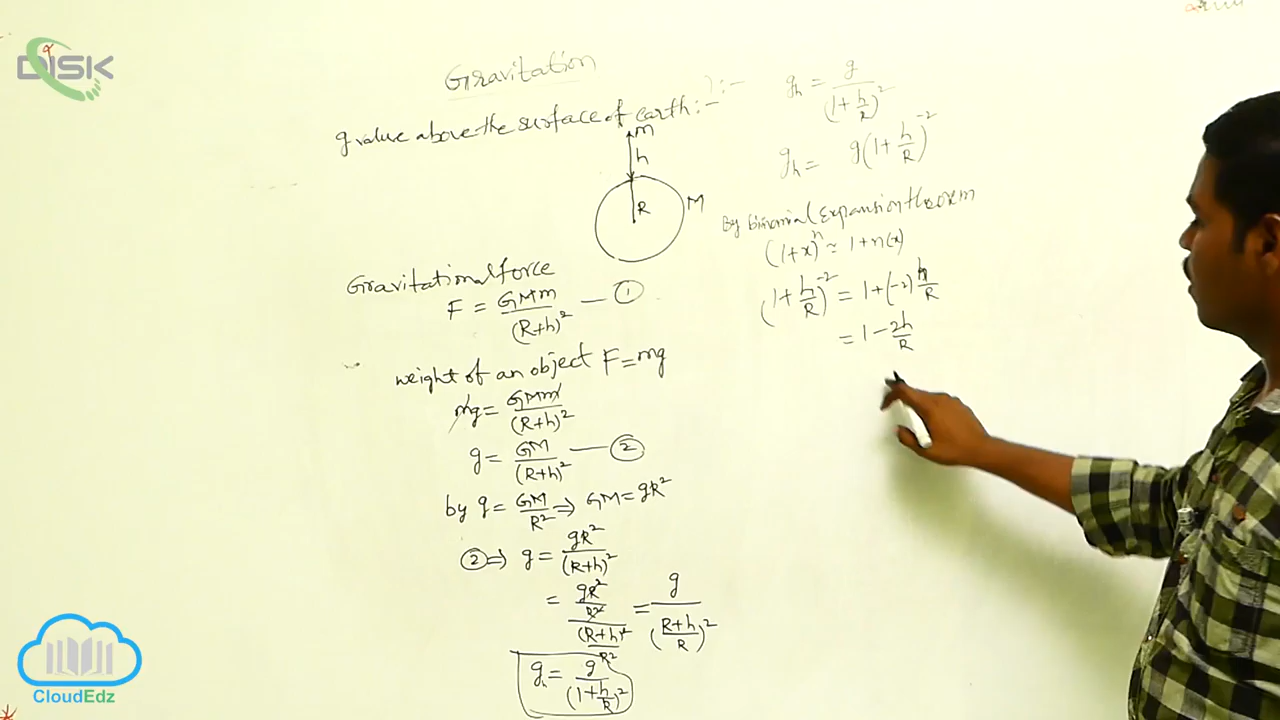 DISK
Gravitation
g value above the surface of earth:-
m
h
R
M
Gravitational force
F = GMm/(R+h)² — ①
weight of an object F=mg
mg = GMm/(R+h)²
g = GM/(R+h)² — ②
by g = GM/R² ⇒ GM = gR²
② ⇒ g = gR²/(R+h)²
= (gR²/R²)/((R+h)²/R²) = g/((R+h)/R)²
gₕ = g/(1+h/R)²
gₕ = g/(1+h/R)²
gₕ = g(1+h/R)⁻²
By binomial expansion theorem
(1+x)ⁿ ≃ 1+n(x)
(1+h/R)⁻² = 1+(-2)h/R
= 1-2h/R
CloudEdz